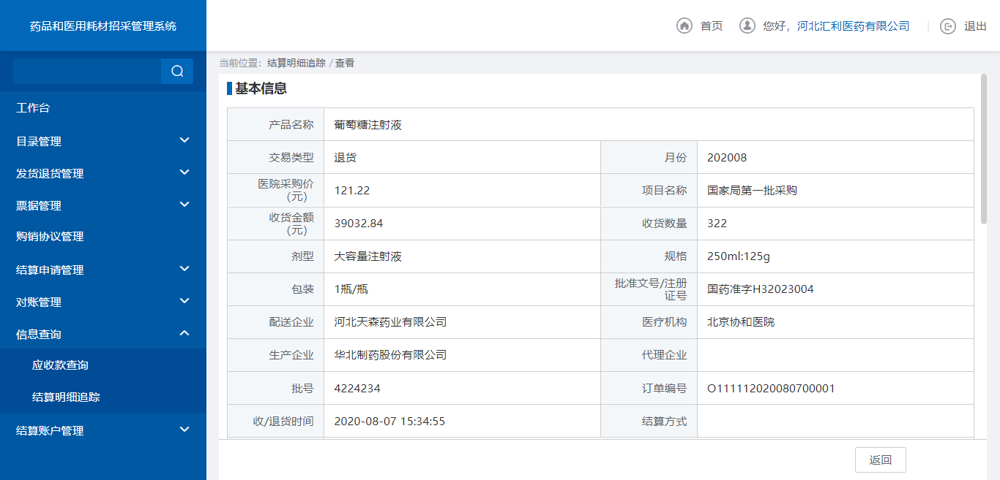 药品和医用耗材招采管理系统
首页
您好，河北汇利医药有限公司
退出
当前位置：结算明细追踪 / 查看
工作台
目录管理
发货退货管理
票据管理
购销协议管理
结算申请管理
对账管理
信息查询
应收款查询
结算明细追踪
结算账户管理
基本信息
产品名称 葡萄糖注射液
交易类型 退货 月份 202008
医院采购价
(元) 121.22 项目名称 国家局第一批采购
收货金额
(元) 39032.84 收货数量 322
剂型 大容量注射液 规格 250ml:125g
包装 1瓶/瓶 批准文号/注册
证号 国药准字H32023004
配送企业 河北天森药业有限公司 医疗机构 北京协和医院
生产企业 华北制药股份有限公司 代理企业
批号 4224234 订单编号 O111112020080700001
收/退货时间 2020-08-07 15:34:55 结算方式
返回